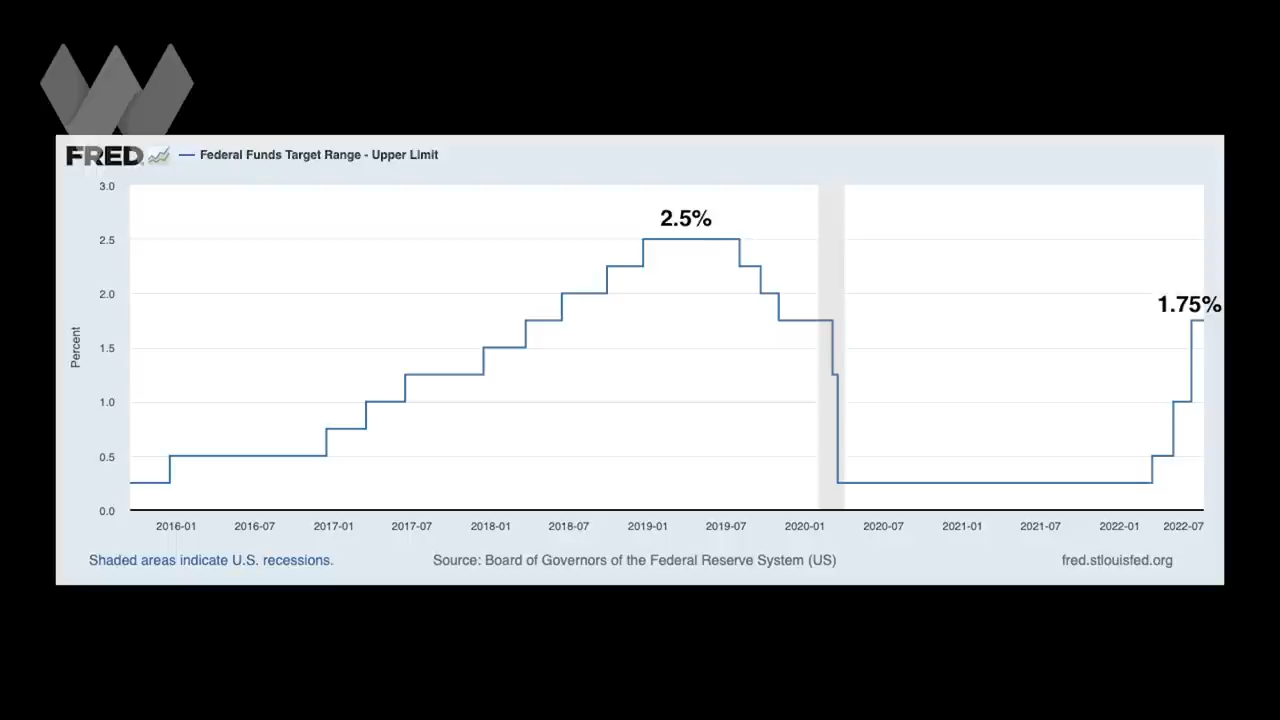 FRED
Federal Funds Target Range - Upper Limit
3.0
2.5%
2.5
2.0
1.75%
Percent
1.5
1.0
0.5
0.0
2016-01 2016-07 2017-01 2017-07 2018-01 2018-07 2019-01 2019-07 2020-01 2020-07 2021-01 2021-07 2022-01 2022-07
Shaded areas indicate U.S. recessions. Source: Board of Governors of the Federal Reserve System (US) fred.stlouisfed.org